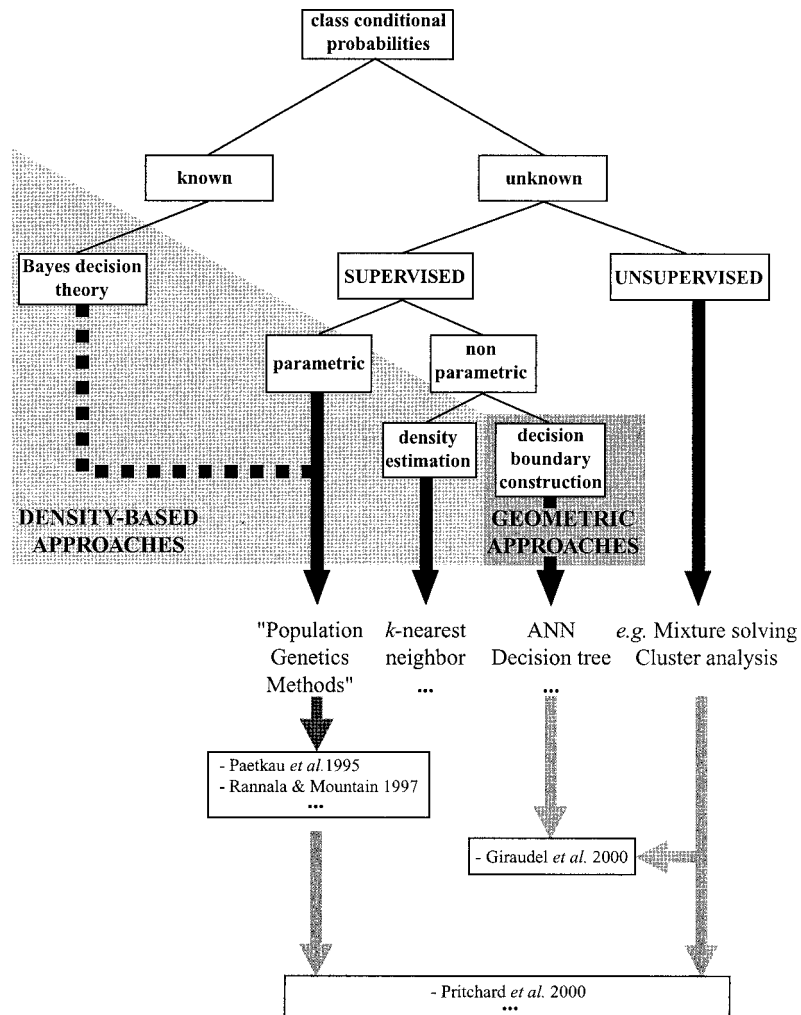 class conditional
probabilities
known
unknown
Bayes decision
theory
SUPERVISED
UNSUPERVISED
parametric
non
parametric
density
estimation
decision
boundary
construction
DENSITY-BASED
APPROACHES
GEOMETRIC
APPROACHES
"Population
Genetics
Methods"
k-nearest
neighbor
...
ANN
Decision tree
...
e.g. Mixture solving
Cluster analysis
- Paetkau et al.1995
- Rannala & Mountain 1997
...
- Giraudel et al. 2000
- Pritchard et al. 2000
...